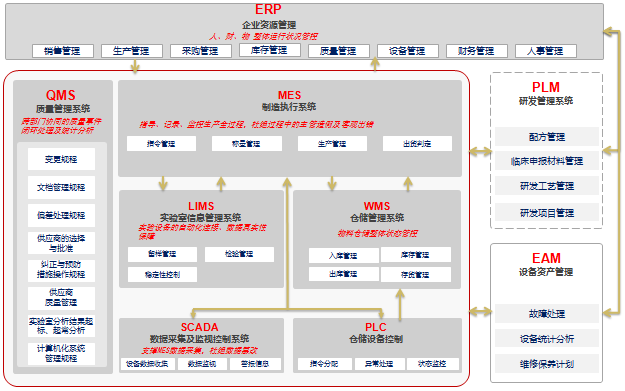 ERP
企业资源管理
人、财、物 整体运行状况管控
销售管理
生产管理
采购管理
库存管理
质量管理
设备管理
财务管理
人事管理
QMS
质量管理系统
跨部门协同的质量事件
闭环处理及统计分析
变更规程
文档管理规程
偏差处理规程
供应商的选择
与批准
纠正与预防
措施操作规程
供应商
质量管理
实验室分析结果超
标、超常分析
计算机化系统
管理规程
MES
制造执行系统
指导、记录、监控生产全过程，杜绝过程中的主管造假及客观出错
指令管理
称量管理
生产管理
出货判定
LIMS
实验室信息管理系统
实验设备的自动化连接、数据真实性
保障
留样管理
检验管理
稳定性控制
WMS
仓储管理系统
物料仓储整体状态管控
入库管理
库存管理
出库管理
存货管理
SCADA
数据采集及监视控制系统
支撑MES数据采集，杜绝数据篡改
设备数据收集
数据监视
警报信息
PLC
仓储设备控制
指令分配
异常处理
状态监控
PLM
研发管理系统
配方管理
临床申报材料管理
研发工艺管理
研发项目管理
EAM
设备资产管理
故障处理
设备统计分析
维修保养计划